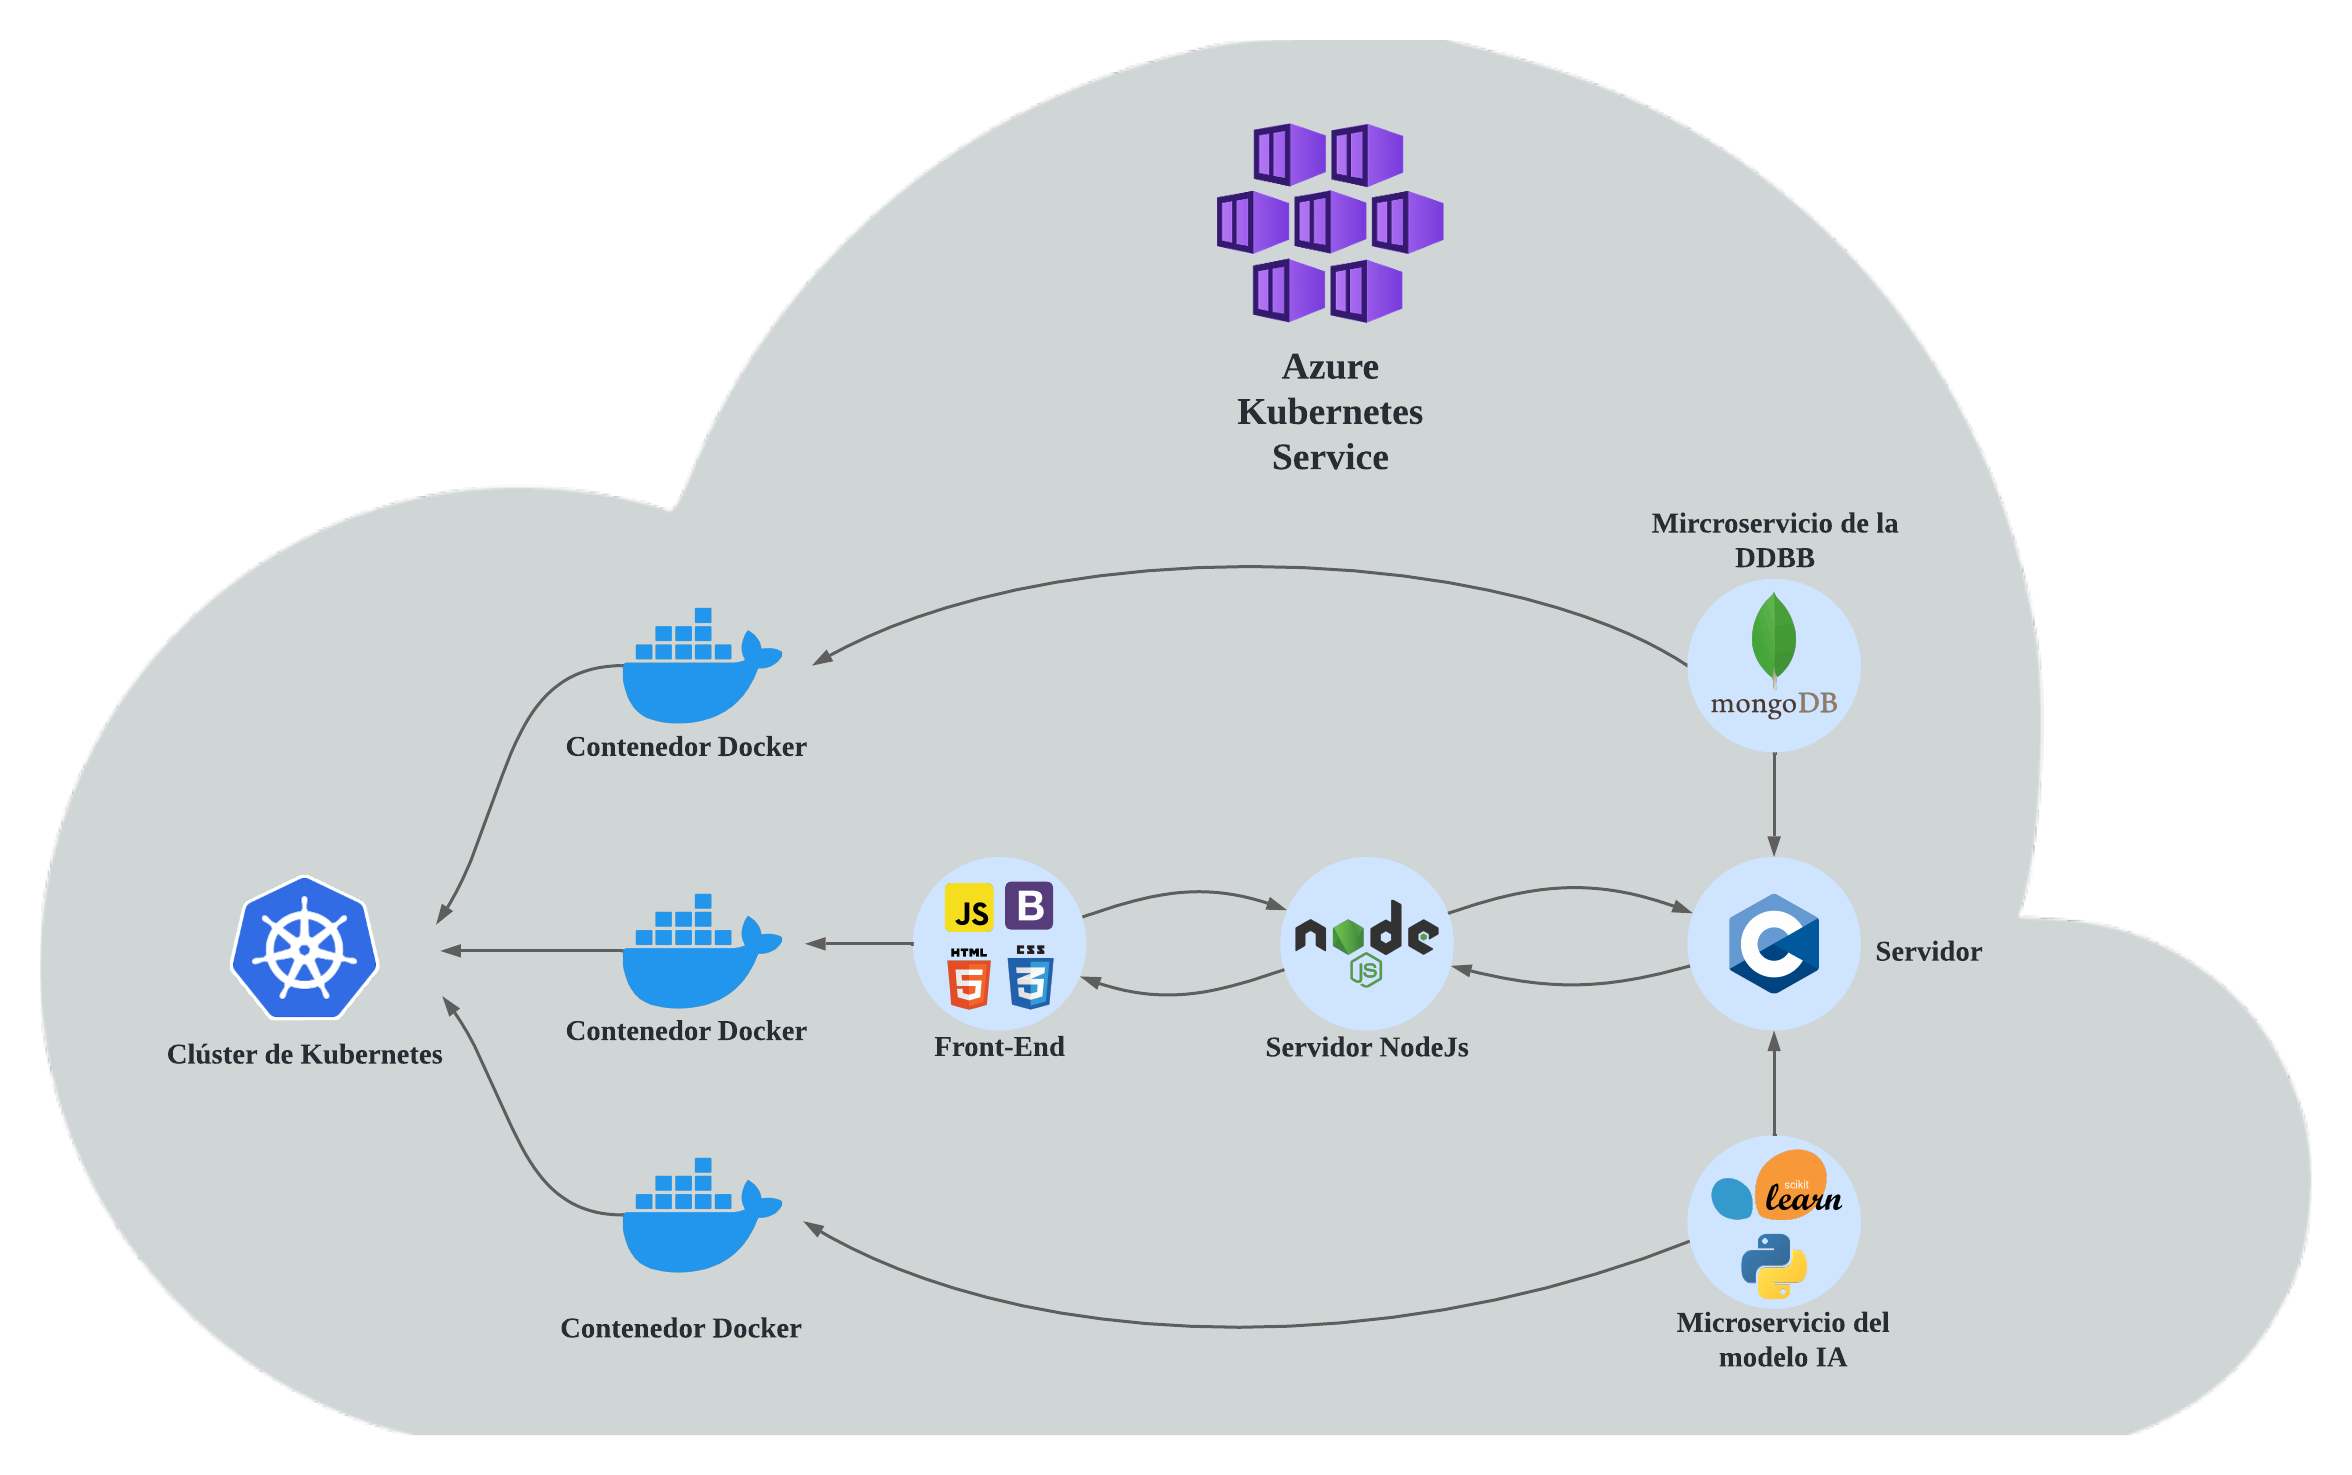 Azure
Kubernetes
Service
Mircroservicio de la
DDBB
mongoDB
Contenedor Docker
JS
B
HTML
5
CSS
3
node
JS
C
Servidor
Contenedor Docker
Front-End
Servidor NodeJs
Clúster de Kubernetes
scikit
learn
Contenedor Docker
Microservicio del
modelo IA